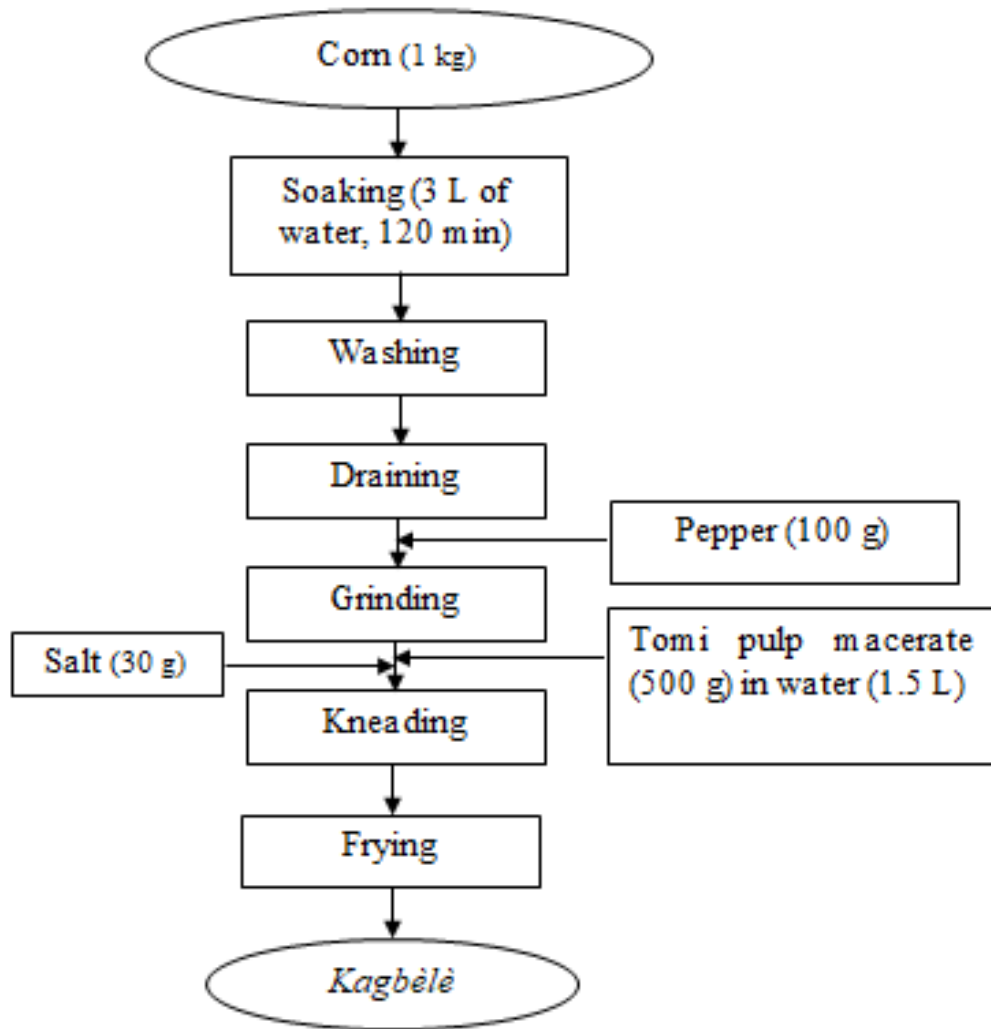 Corn (1 kg)
Soaking (3 L of
water, 120 min)
Washing
Draining
Pepper (100 g)
Grinding
Salt (30 g)
Tomi pulp macerate
(500 g) in water (1.5 L)
Kneading
Frying
Kagbèlè